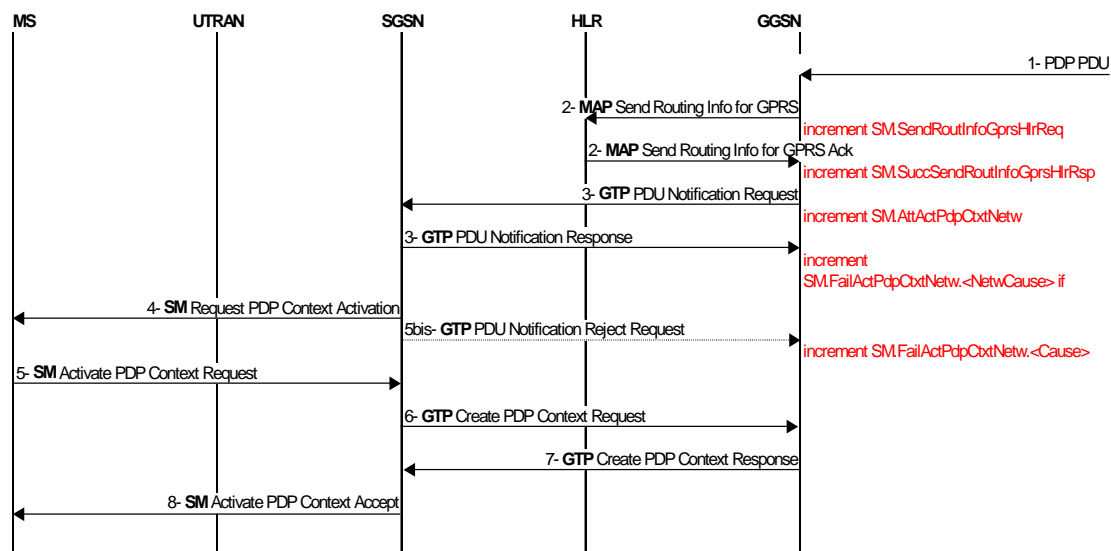 MS UTRAN SGSN HLR GGSN
1- PDP PDU
2- MAP Send Routing Info for GPRS
increment SM.SendRoutInfoGprsHlrReq
2- MAP Send Routing Info for GPRS Ack
increment SM.SuccSendRoutInfoGprsHlrRsp
3- GTP PDU Notification Request
increment SM.AttActPdpCtxtNetw
3- GTP PDU Notification Response
increment
SM.FailActPdpCtxtNetw.<NetwCause> if
4- SM Request PDP Context Activation
5bis- GTP PDU Notification Reject Request
increment SM.FailActPdpCtxtNetw.<Cause>
5- SM Activate PDP Context Request
6- GTP Create PDP Context Request
7- GTP Create PDP Context Response
8- SM Activate PDP Context Accept